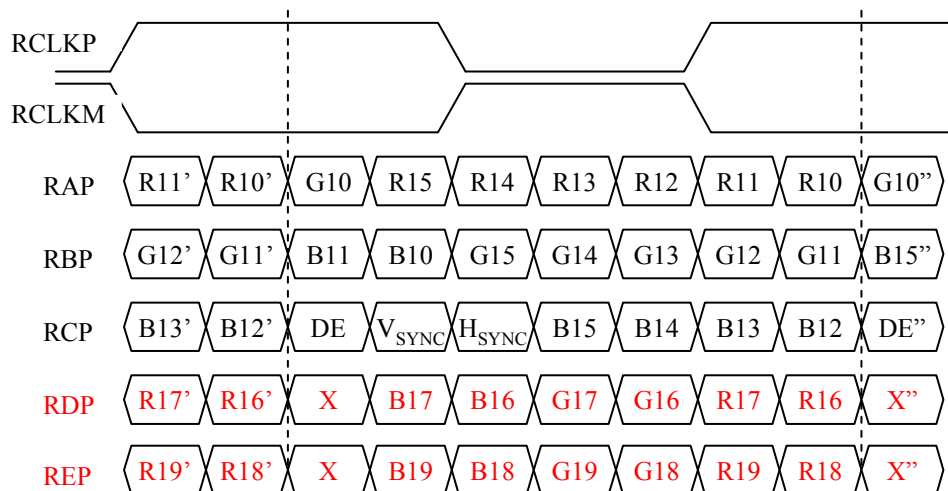 RCLKP
RCLKM
RAP R11’ R10’ G10 R15 R14 R13 R12 R11 R10 G10”
RBP G12’ G11’ B11 B10 G15 G14 G13 G12 G11 B15”
RCP B13’ B12’ DE VSYNC HSYNC B15 B14 B13 B12 DE”
RDP R17’ R16’ X B17 B16 G17 G16 R17 R16 X”
REP R19’ R18’ X B19 B18 G19 G18 R19 R18 X”